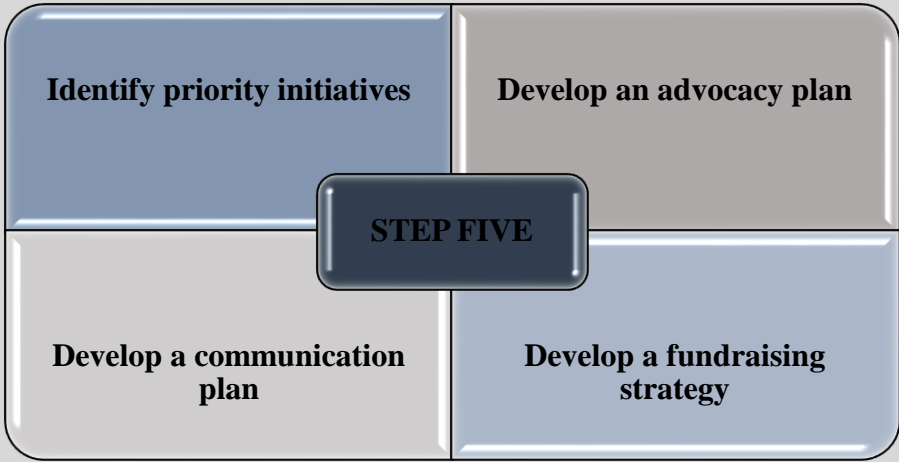 Identify priority initiatives
Develop an advocacy plan
STEP FIVE
Develop a communication
plan
Develop a fundraising
strategy